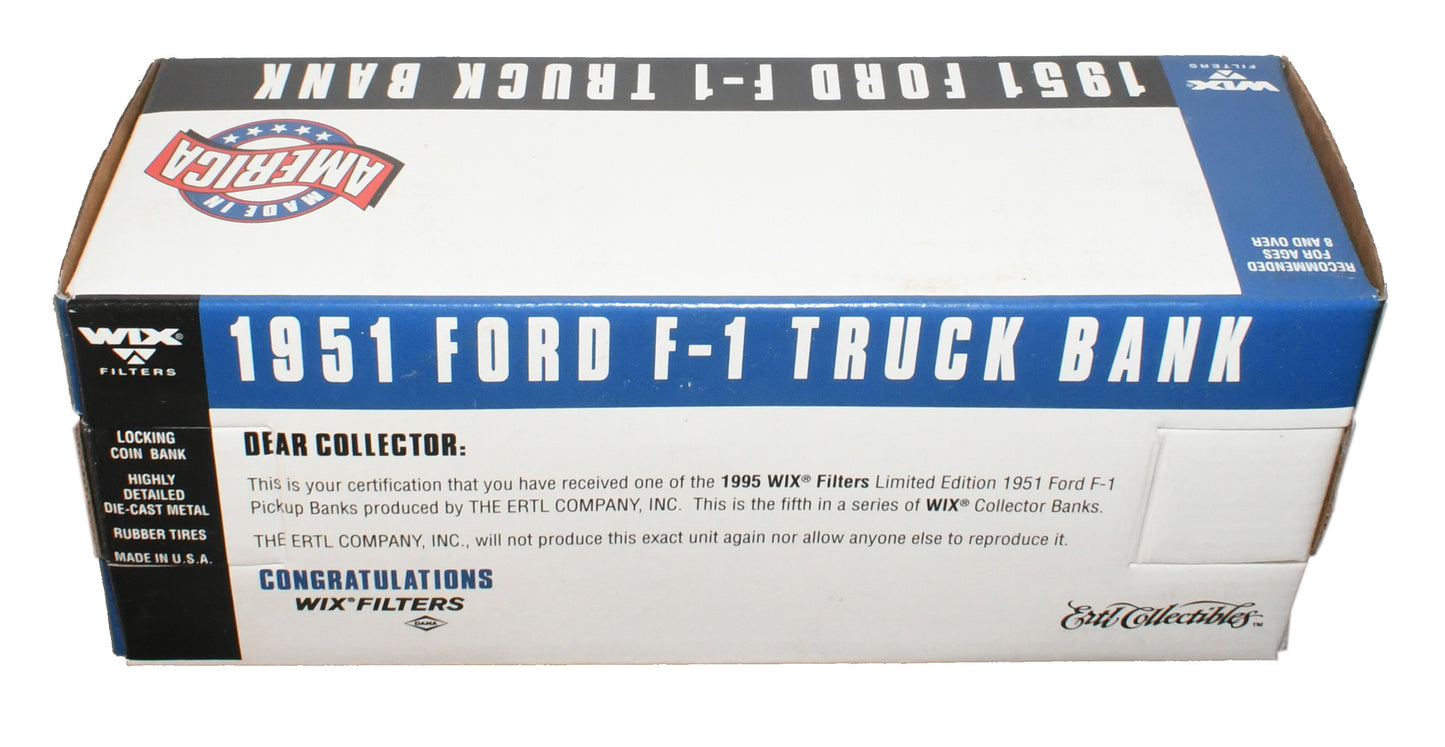 1951 FORD F-1 TRUCK BANK
WIX®
FILTERS
MADE IN
AMERICA
RECOMMENDED
FOR AGES
8 AND OVER
WIX®
FILTERS
1951 FORD F-1 TRUCK BANK
LOCKING
COIN BANK
HIGHLY
DETAILED
DIE-CAST METAL
RUBBER TIRES
MADE IN U.S.A.
DEAR COLLECTOR:
This is your certification that you have received one of the 1995 WIX® Filters Limited Edition 1951 Ford F-1
Pickup Banks produced by THE ERTL COMPANY, INC. This is the fifth in a series of WIX® Collector Banks.
THE ERTL COMPANY, INC., will not produce this exact unit again nor allow anyone else to reproduce it.
CONGRATULATIONS
WIX® FILTERS
DANA
Ertl Collectibles™